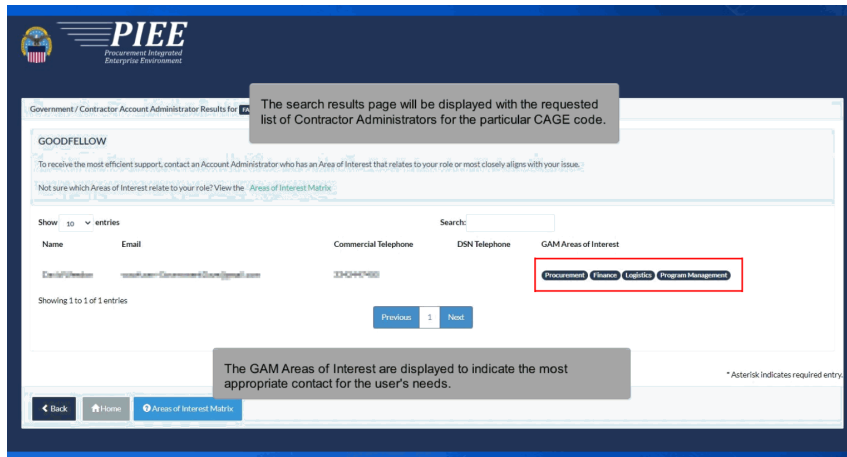 PIEE
Procurement Integrated
Enterprise Environment
Government / Contractor Account Administrator Results for
The search results page will be displayed with the requested
list of Contractor Administrators for the particular CAGE code.
GOODFELLOW
To receive the most efficient support, contact an Account Administrator who has an Area of Interest that relates to your role or most closely aligns with your issue.
Not sure which Areas of Interest relate to your role? View the Areas of Interest Matrix
Show 10 entries Search:
Name Email Commercial Telephone DSN Telephone GAM Areas of Interest
Procurement Finance Logistics Program Management
Showing 1 to 1 of 1 entries
Previous 1 Next
The GAM Areas of Interest are displayed to indicate the most
appropriate contact for the user's needs.
* Asterisk indicates required entry.
Back Home Areas of Interest Matrix